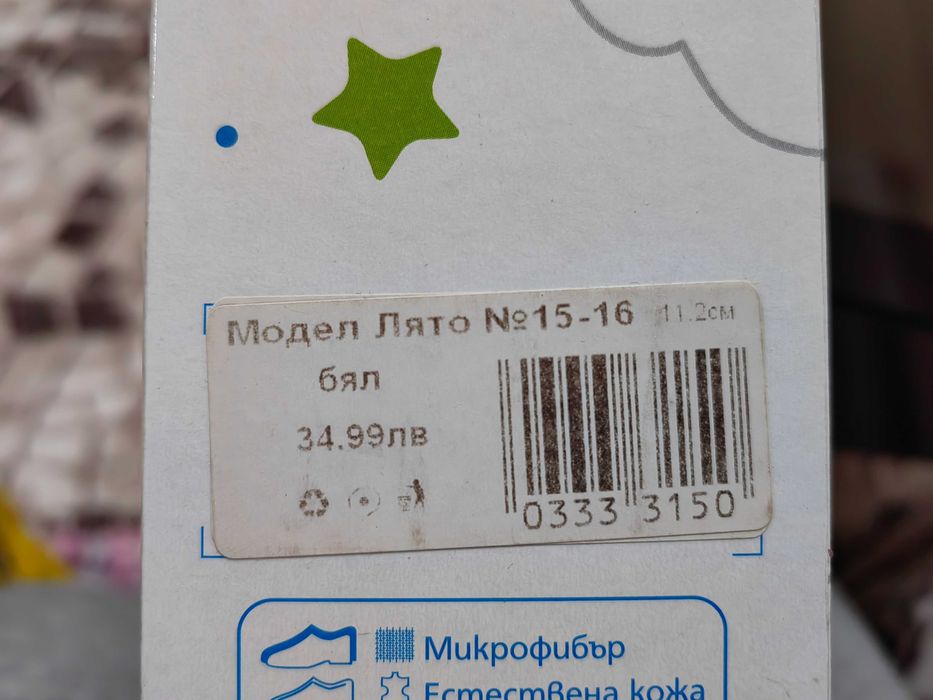 Модел Лято №15-16 11.2см
бял
34.99лв
0333 3150
Микрофибър
Естествена кожа